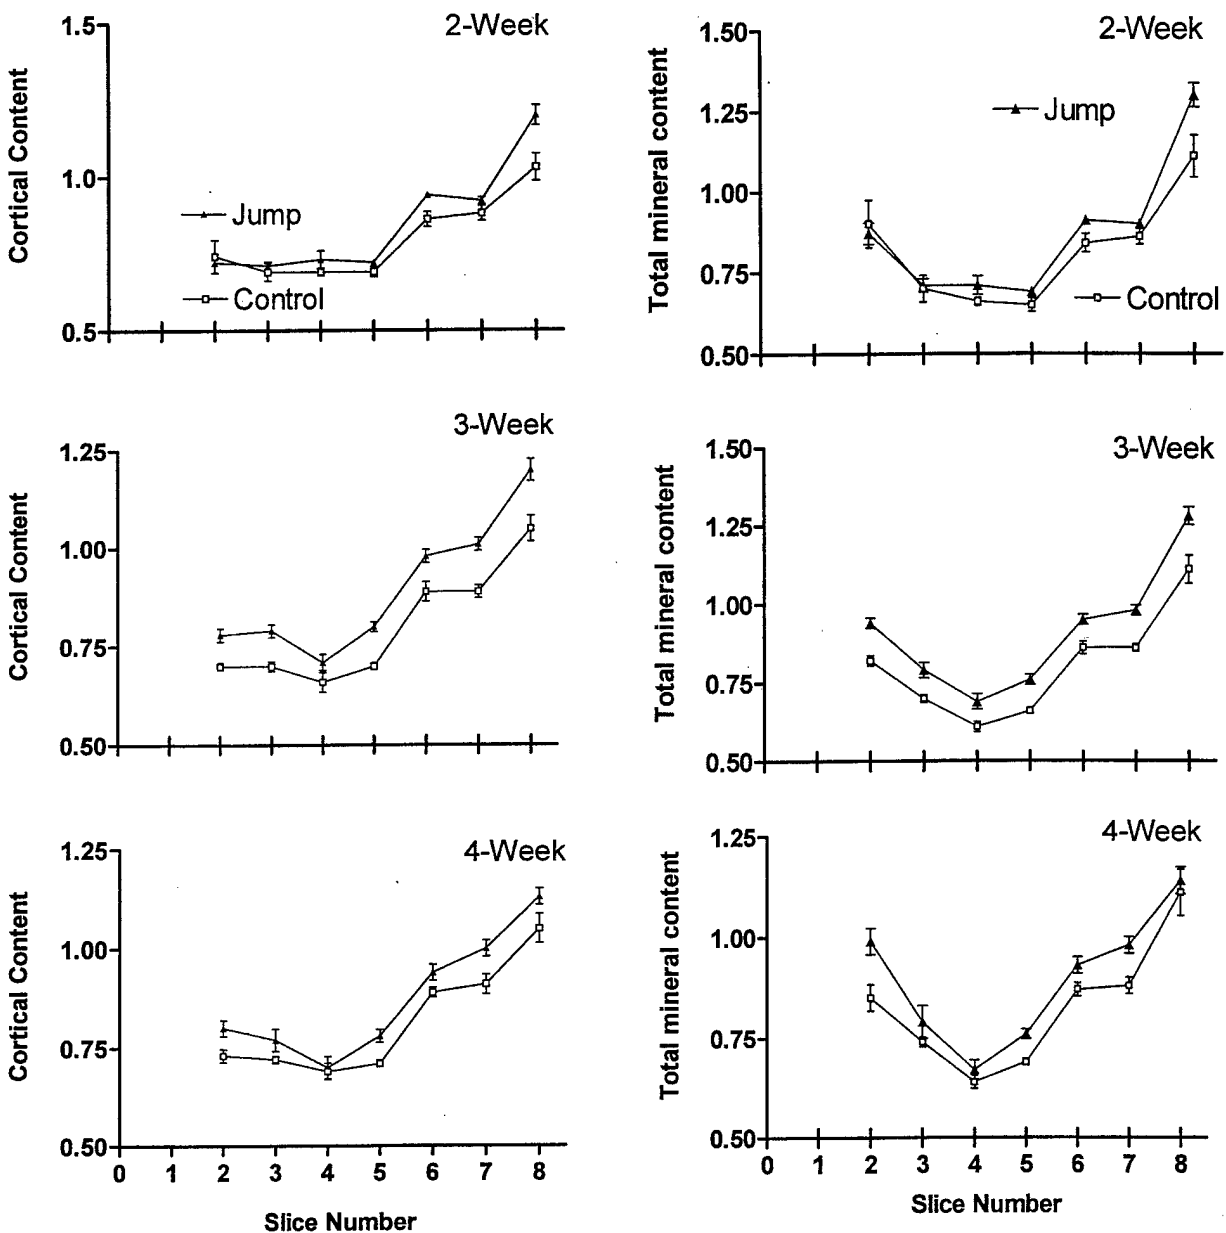 2-Week
Cortical Content
1.5
1.0
0.5
Jump
Control
2-Week
Total mineral content
1.50
1.25
1.00
0.75
0.50
Jump
Control
3-Week
Cortical Content
1.25
1.00
0.75
0.50
3-Week
Total mineral content
1.50
1.25
1.00
0.75
0.50
4-Week
Cortical Content
1.25
1.00
0.75
0.50
0 1 2 3 4 5 6 7 8
Slice Number
4-Week
Total mineral content
1.25
1.00
0.75
0.50
0 1 2 3 4 5 6 7 8
Slice Number